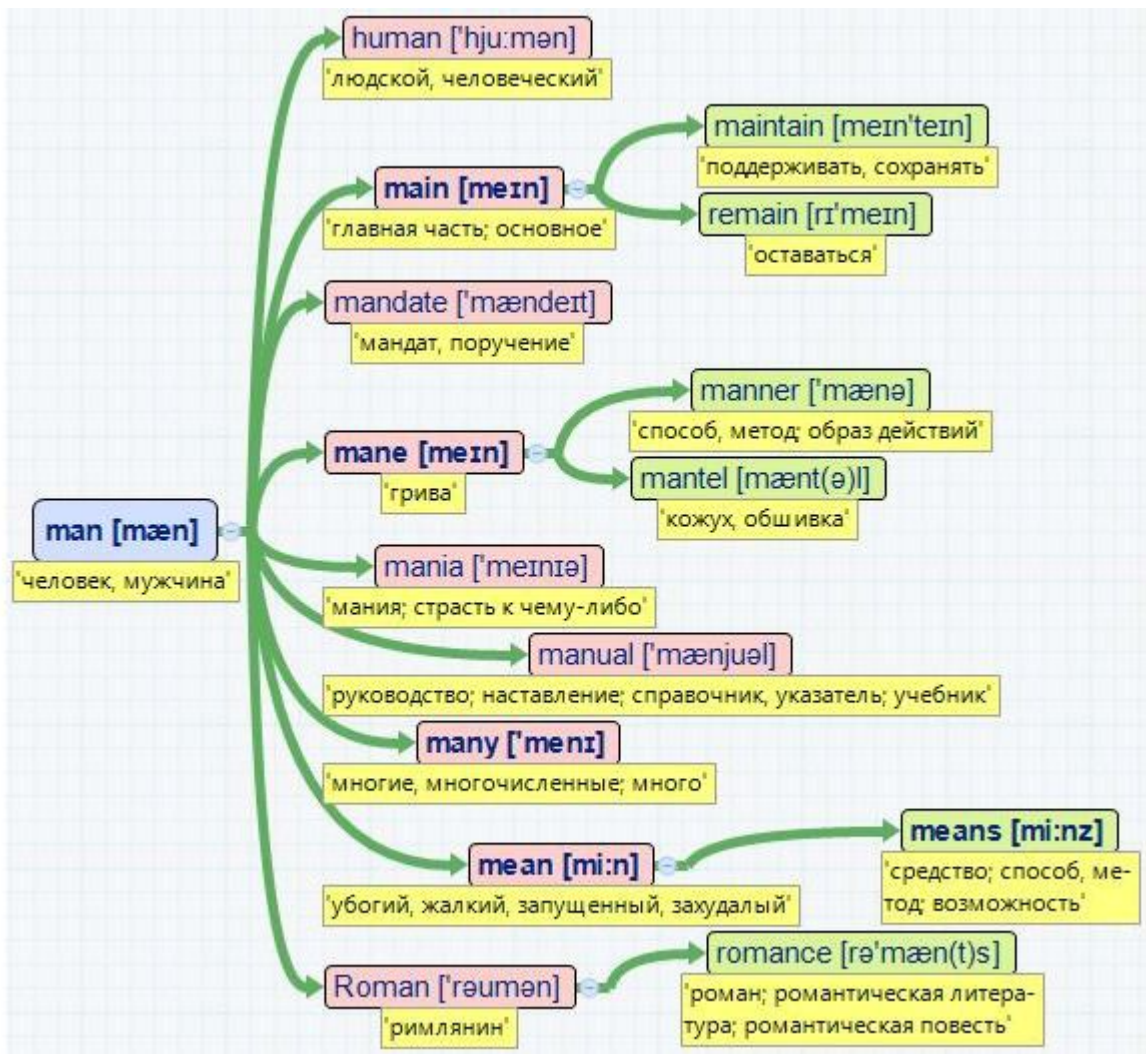 human ['hju:mən]
'людской, человеческий'
maintain [meɪn'teɪn]
'поддерживать, сохранять'
main [meɪn]
'главная часть; основное'
remain [rɪ'meɪn]
'оставаться'
mandate ['mændeɪt]
'мандат, поручение'
manner ['mænə]
'способ, метод; образ действий'
mane [meɪn]
'грива'
mantel [mænt(ə)l]
'кожух, обшивка'
man [mæn]
'человек, мужчина'
mania ['meɪnɪə]
'мания; страсть к чему-либо'
manual ['mænjuəl]
'руководство; наставление; справочник, указатель; учебник'
many ['menɪ]
'многие, многочисленные; много'
mean [mi:n]
'убогий, жалкий, запущенный, захудалый'
means [mi:nz]
'средство; способ, ме-
тод; возможность'
Roman ['rəumən]
'римлянин'
romance [rə'mæn(t)s]
'роман; романтическая литера-
тура; романтическая повесть'